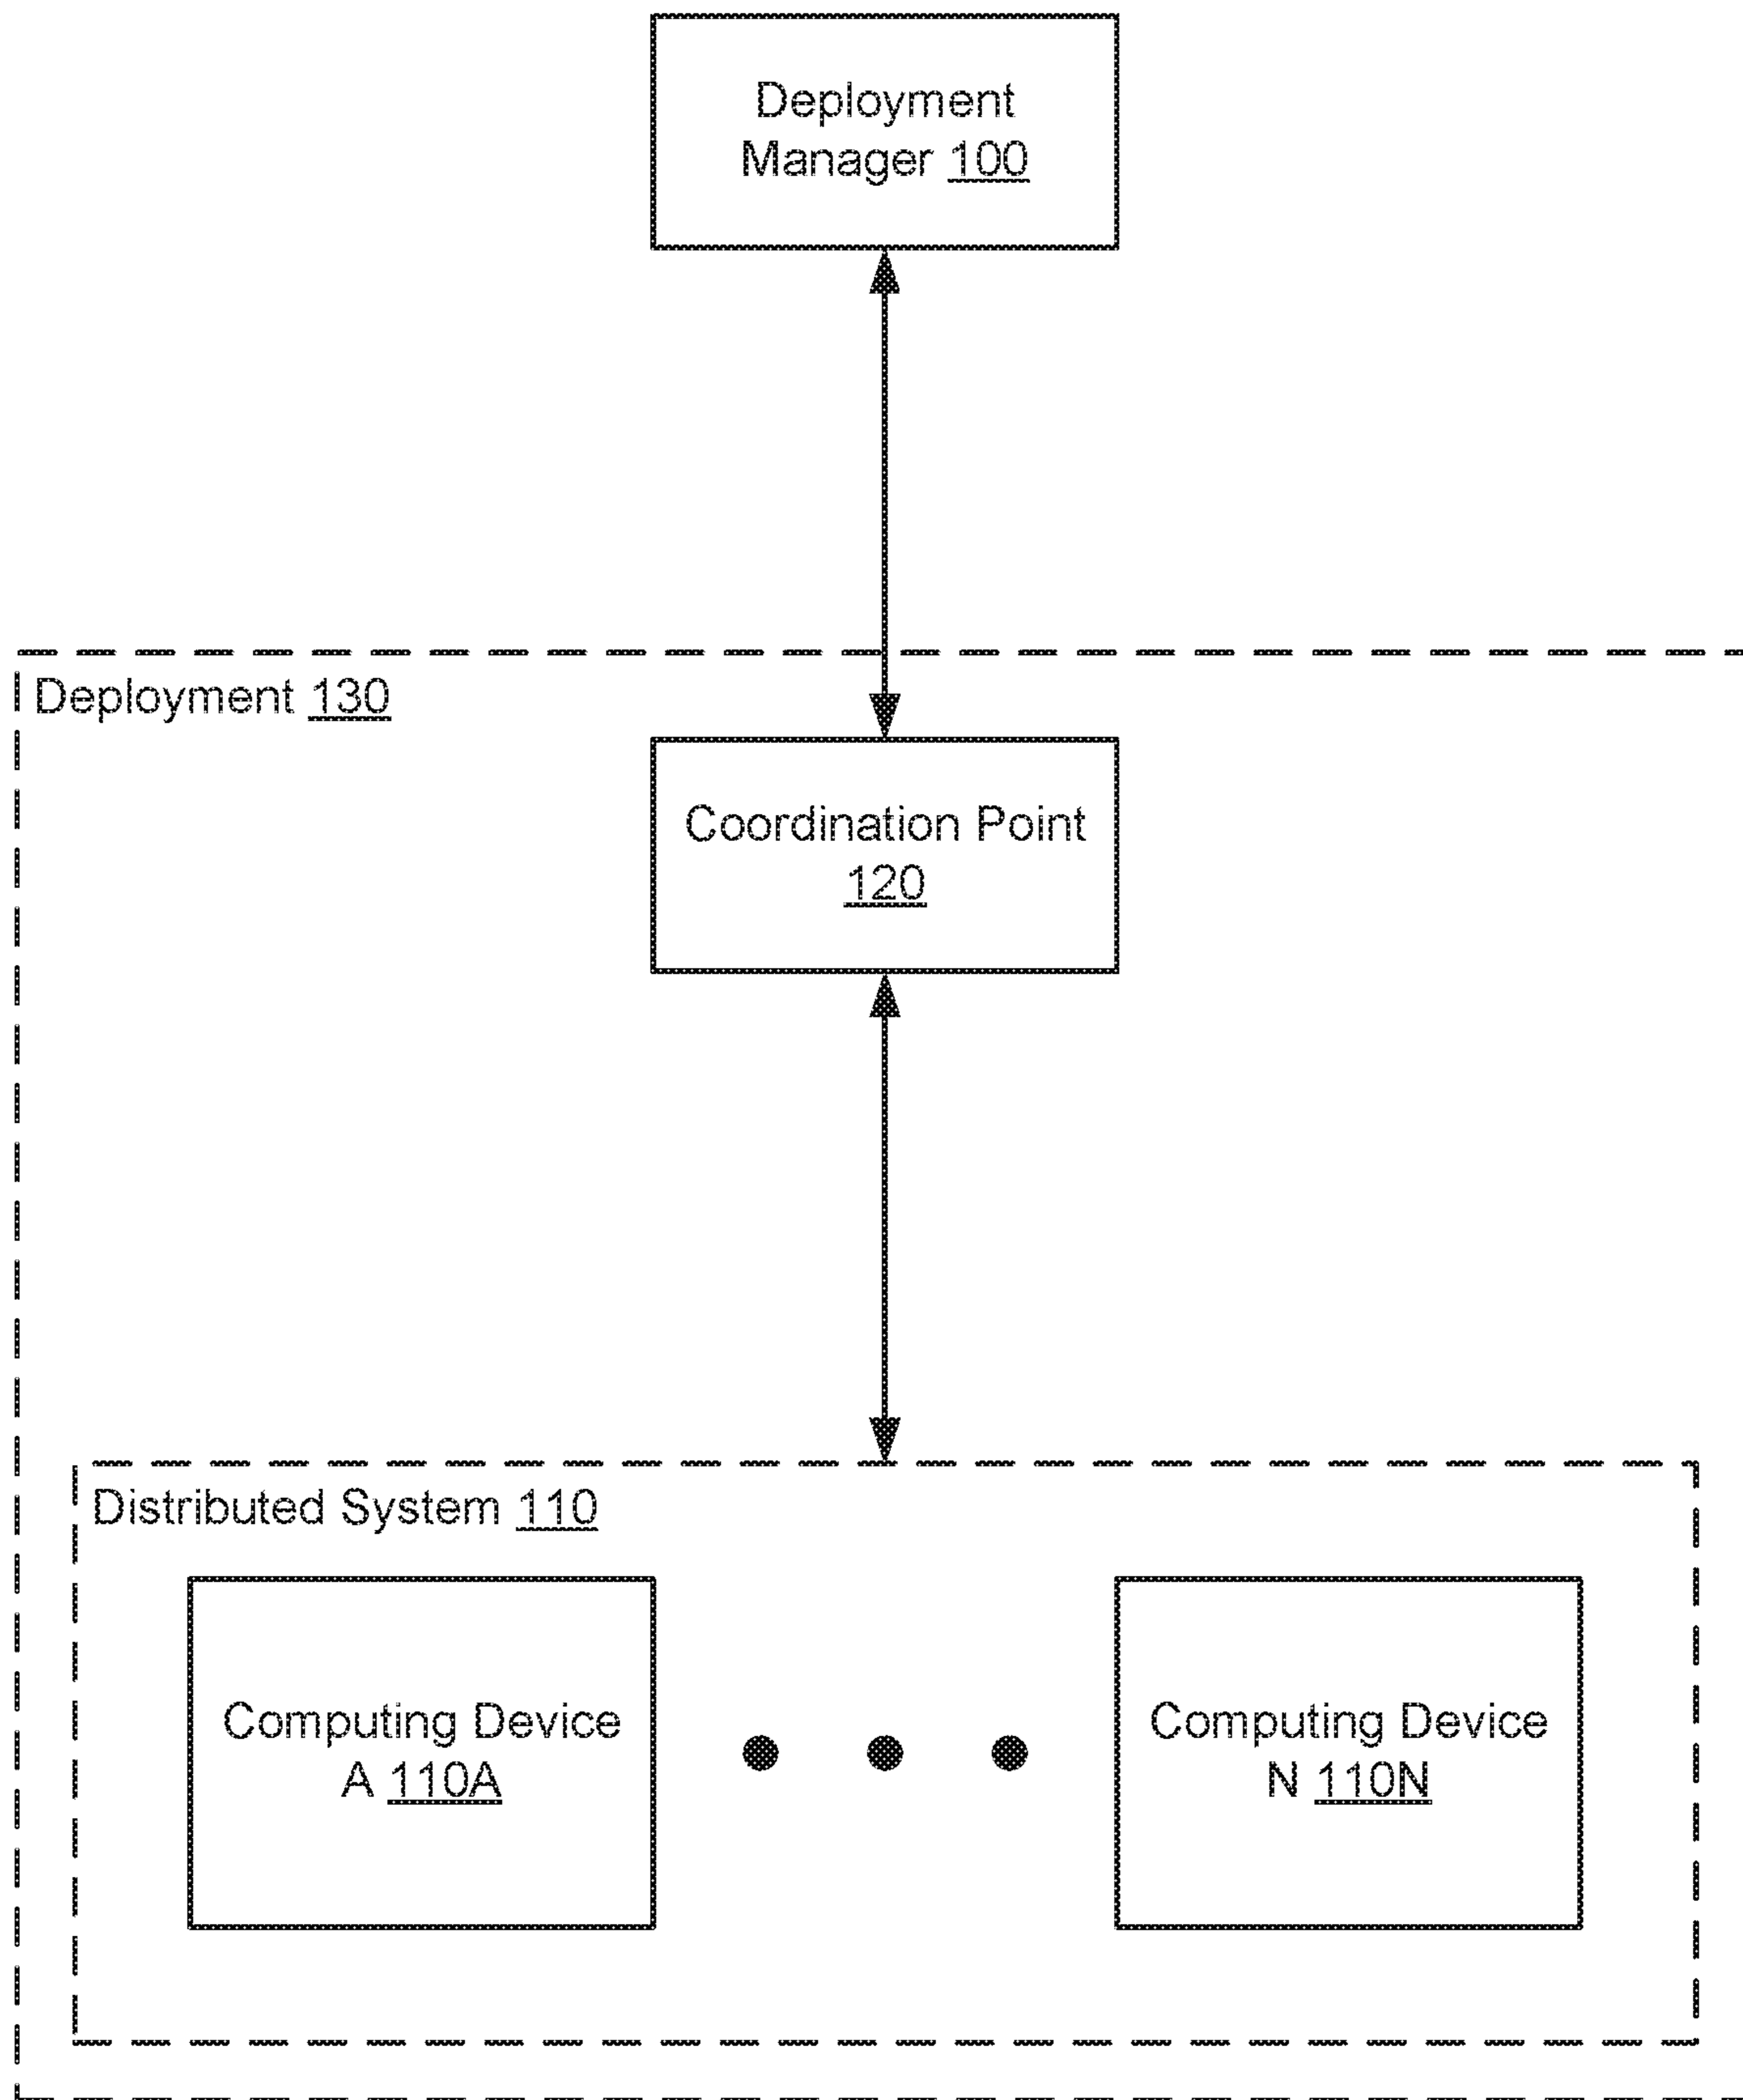 Deployment
Manager 100
Deployment 130
Coordination Point
120
Distributed System 110
Computing Device
A 110A
Computing Device
N 110N